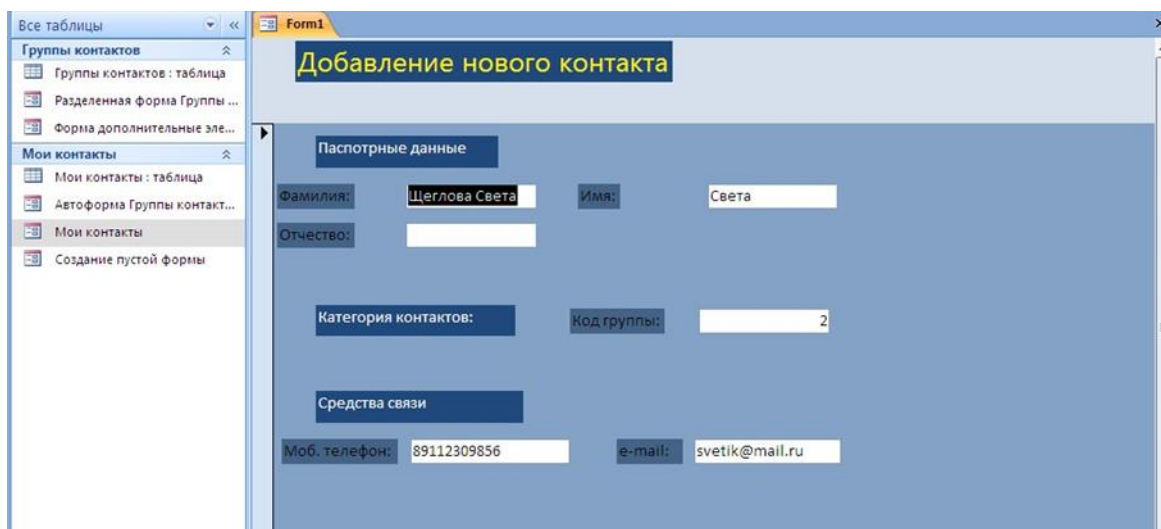 Все таблицы
Группы контактов
Группы контактов : таблица
Разделенная форма Группы ...
Форма дополнительные эле...
Мои контакты
Мои контакты : таблица
Автоформа Группы контакт...
Мои контакты
Создание пустой формы
Form1
Добавление нового контакта
Паспотрные данные
Фамилия: Щеглова Света Имя: Света
Отчество:
Категория контактов: Код группы: 2
Средства связи
Моб. телефон: 89112309856 e-mail: svetik@mail.ru